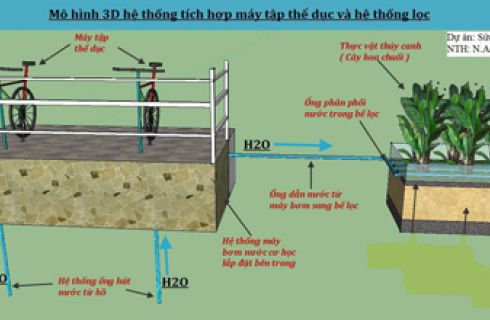 Mô hình 3D hệ thống tích hợp máy tập thể dục và hệ thống lọc
Dự án: Sử
NTH: N.A
Máy tập
thể dục
Thực vật thủy canh
( Cây hoa chuối )
Ống phân phối
nước trong bể lọc
H2O
Ống dẫn nước từ
máy bơm sang bể lọc
Hệ thống máy
bơm nước cơ học
lắp đặt bên trong
Hệ thống ống hút
nước từ hồ
H2O
H2O